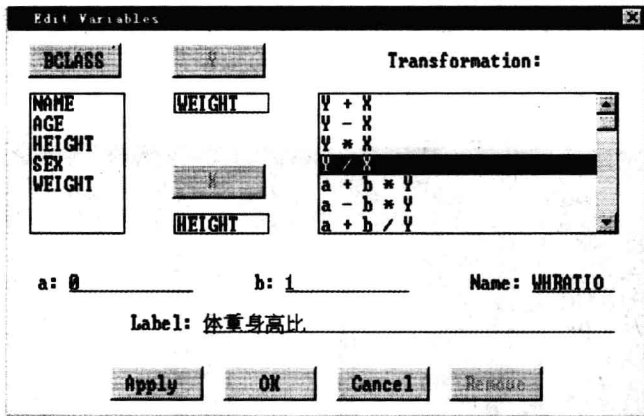 Edit Variables
BCLASS
Y
Transformation:
NAME
AGE
HEIGHT
SEX
WEIGHT
WEIGHT
X
HEIGHT
Y + X
Y - X
Y * X
Y / X
a + b * Y
a - b * Y
a + b / Y
a: 0
b: 1
Name: WHRATIO
Label: 体重身高比
Apply
OK
Cancel
Remove